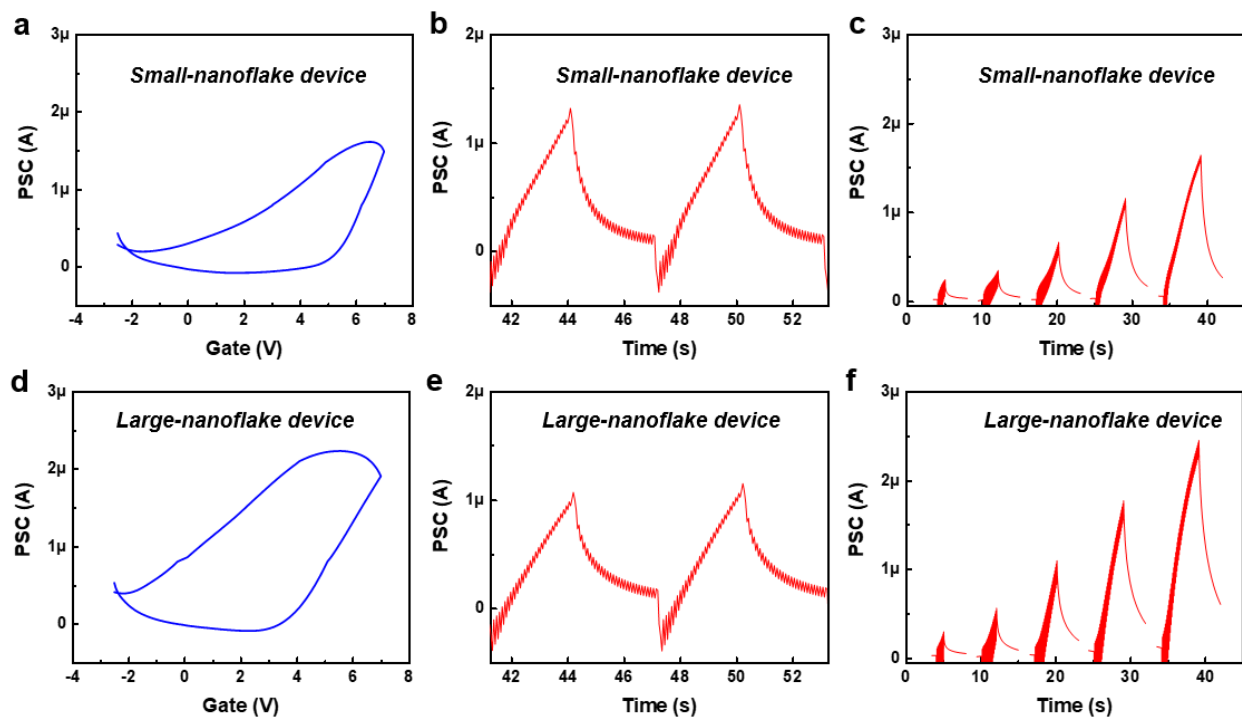 a
3μ
2μ
1μ
0
PSC (A)
Small-nanoflake device
-4 -2 0 2 4 6 8
Gate (V)
b
2μ
1μ
0
PSC (A)
Small-nanoflake device
42 44 46 48 50 52
Time (s)
c
3μ
2μ
1μ
0
PSC (A)
Small-nanoflake device
0 10 20 30 40
Time (s)
d
3μ
2μ
1μ
0
PSC (A)
Large-nanoflake device
-4 -2 0 2 4 6 8
Gate (V)
e
2μ
1μ
0
PSC (A)
Large-nanoflake device
42 44 46 48 50 52
Time (s)
f
3μ
2μ
1μ
0
PSC (A)
Large-nanoflake device
0 10 20 30 40
Time (s)